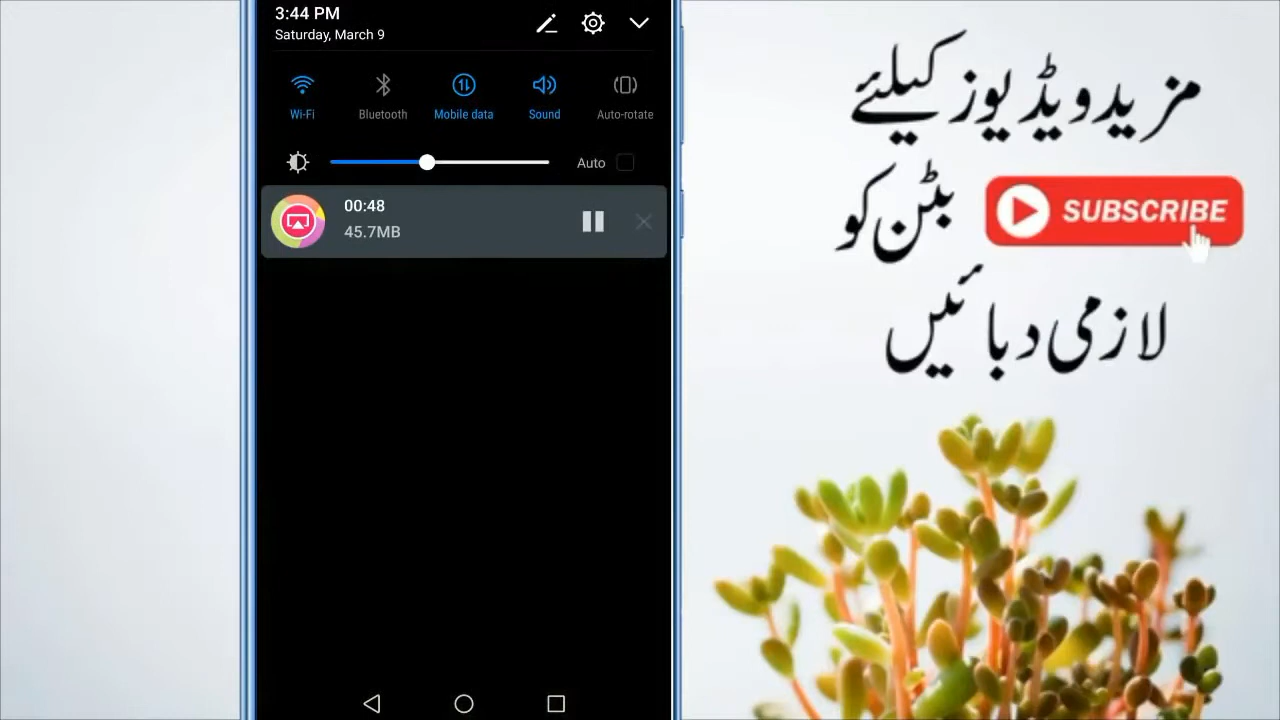 3:44 PM
Saturday, March 9
Wi-Fi
Bluetooth
Mobile data
Sound
Auto-rotate
Auto
00:48
45.7MB
مزید ویڈیوز کیلئے
SUBSCRIBE بٹن کو
لازمی دبائیں